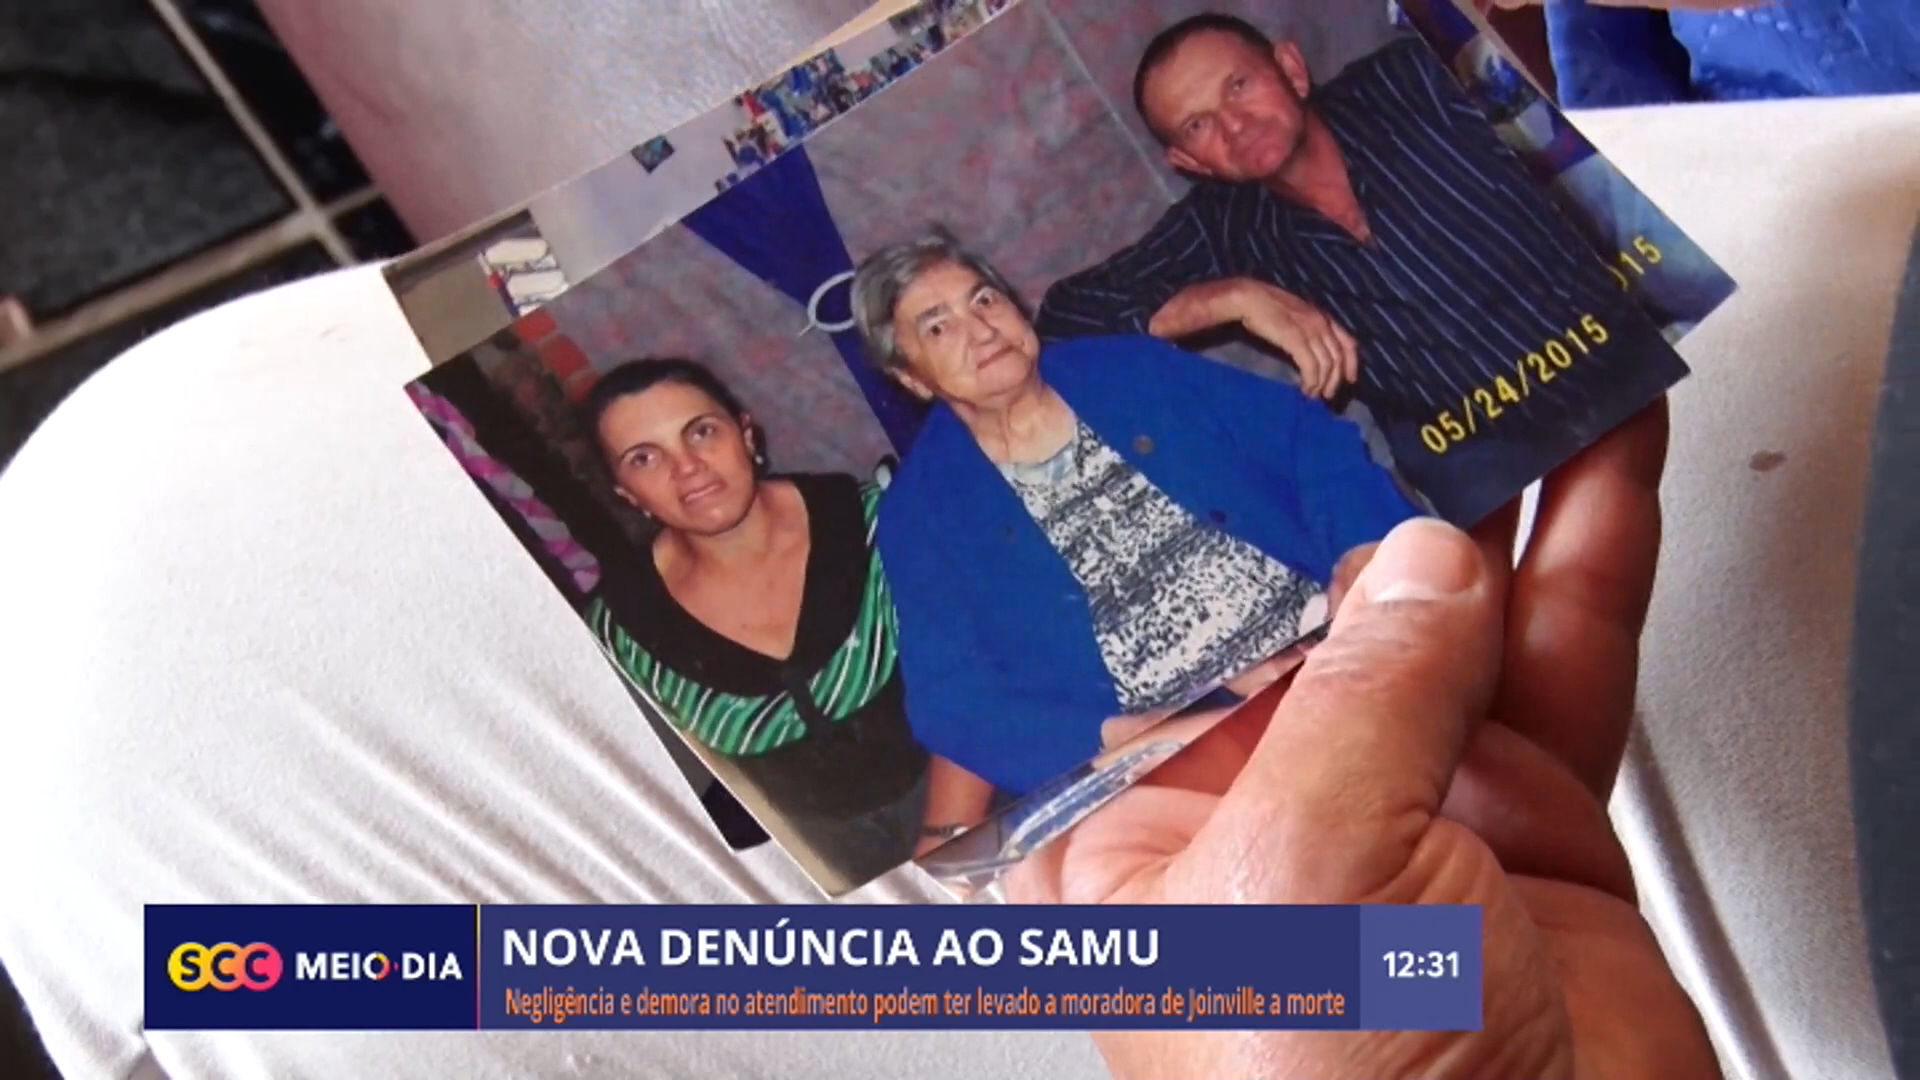 015
05/24/2015
SCC MEIO-DIA
NOVA DENÚNCIA AO SAMU
Negligência e demora no atendimento podem ter levado a moradora de Joinville a morte
12:31